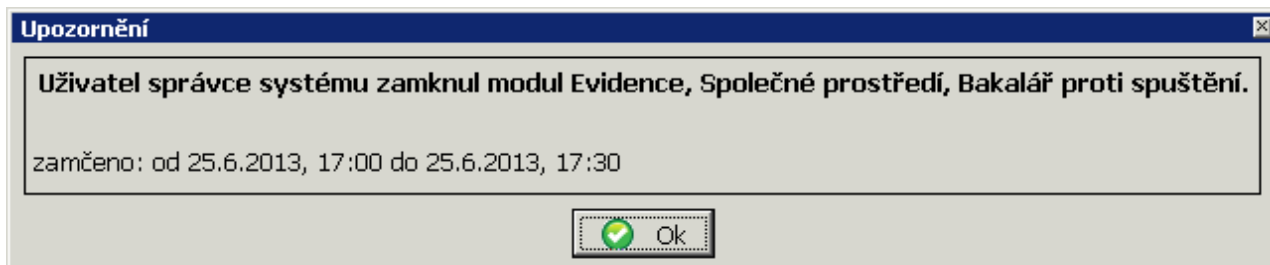 Upozornění
Uživatel správce systému zamknul modul Evidence, Společné prostředí, Bakalář proti spuštění.
zamčeno: od 25.6.2013, 17:00 do 25.6.2013, 17:30
Ok